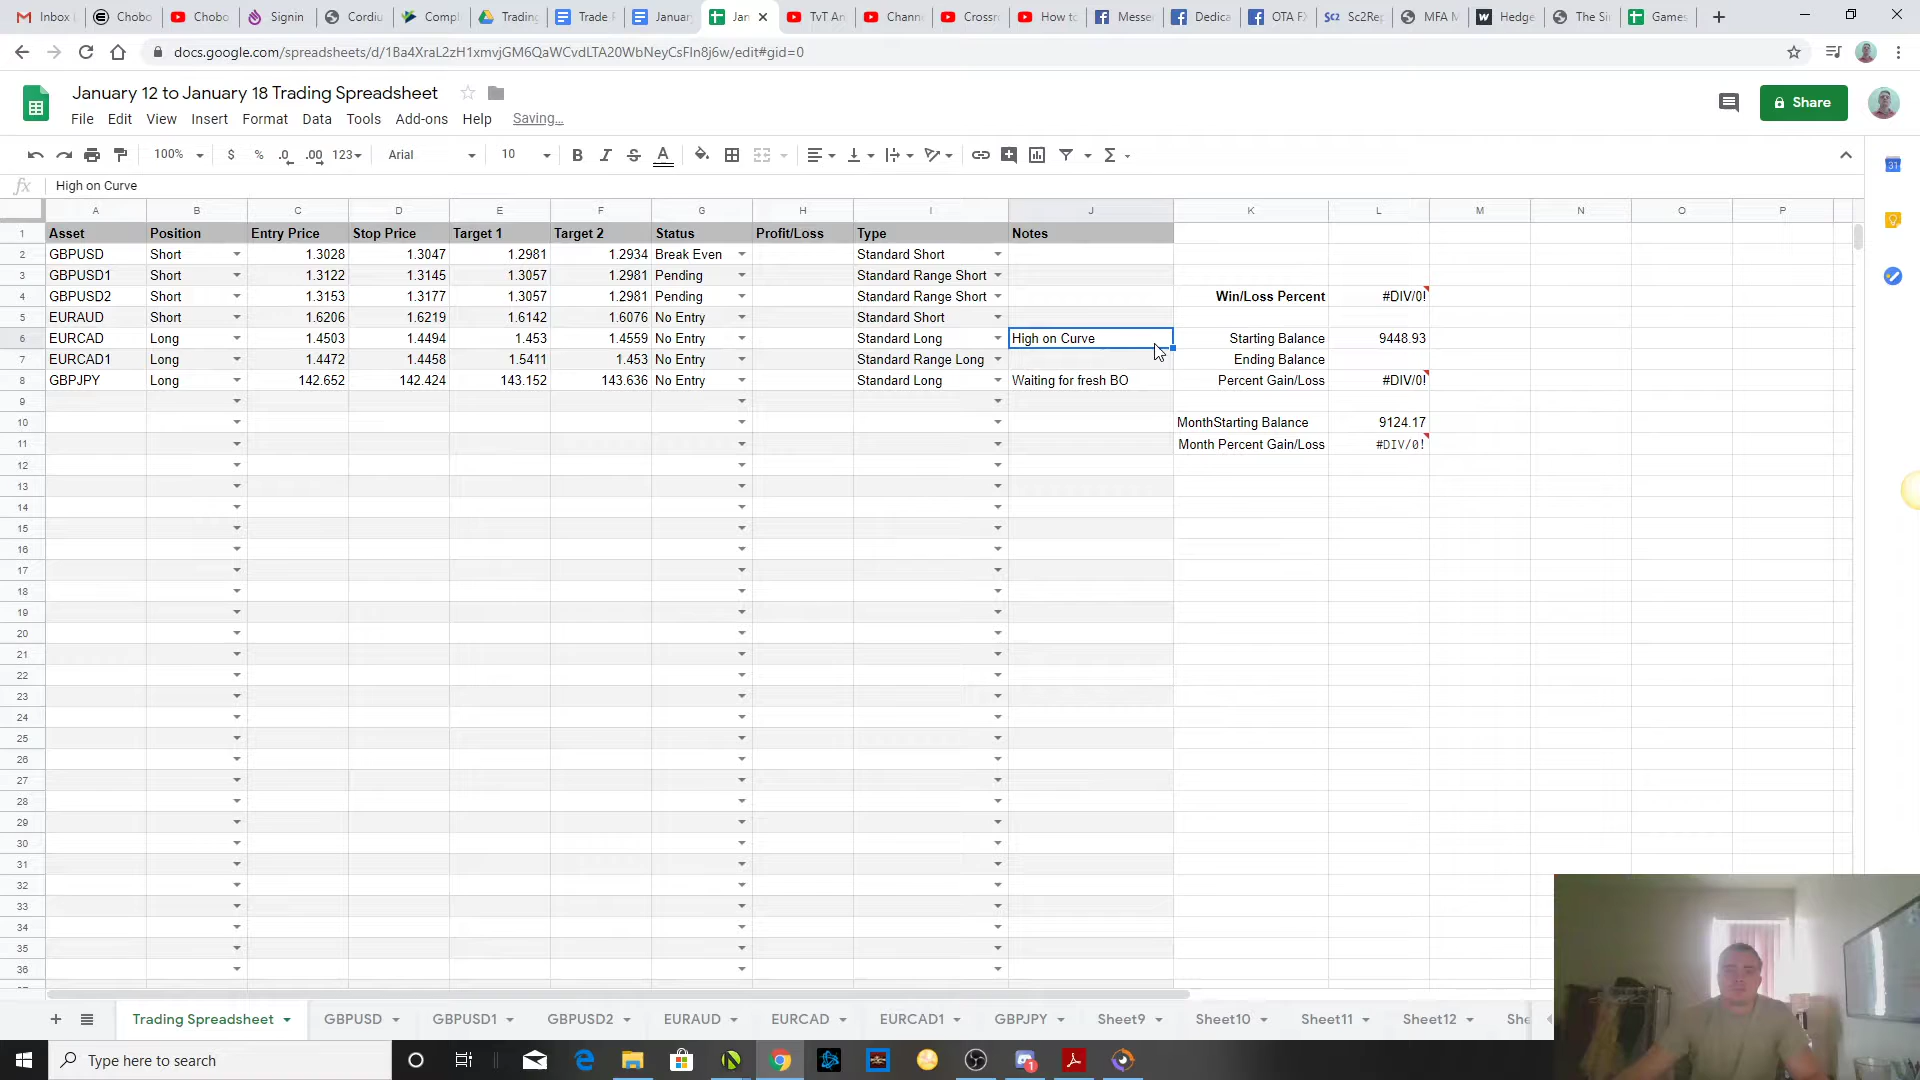 Inbox Chobo Chobo Signin Cordiu Compl Trading Trade F January Jan TvT An Chann Crossr How to Messe Dedica OTA FX Sc2Rep MFA M Hedge The Si Games
docs.google.com/spreadsheets/d/1Ba4XraL2zH1xmvjGM6QaWCvdLTA20WbNeyCsFIn8j6w/edit#gid=0
January 12 to January 18 Trading Spreadsheet
Share
File Edit View Insert Format Data Tools Add-ons Help Saving...
100% $ % .0 .00 123 Arial 10 B I S A
fx High on Curve
A B C D E F G H I J K L M N O P
1 Asset Position Entry Price Stop Price Target 1 Target 2 Status Profit/Loss Type Notes
2 GBPUSD Short 1.3028 1.3047 1.2981 1.2934 Break Even Standard Short
3 GBPUSD1 Short 1.3122 1.3145 1.3057 1.2981 Pending Standard Range Short
4 GBPUSD2 Short 1.3153 1.3177 1.3057 1.2981 Pending Standard Range Short Win/Loss Percent #DIV/0!
5 EURAUD Short 1.6206 1.6219 1.6142 1.6076 No Entry Standard Short
6 EURCAD Long 1.4503 1.4494 1.453 1.4559 No Entry Standard Long High on Curve Starting Balance 9448.93
7 EURCAD1 Long 1.4472 1.4458 1.5411 1.453 No Entry Standard Range Long Ending Balance
8 GBPJPY Long 142.652 142.424 143.152 143.636 No Entry Standard Long Waiting for fresh BO Percent Gain/Loss #DIV/0!
9
10 MonthStarting Balance 9124.17
11 Month Percent Gain/Loss #DIV/0!
12
13
14
15
16
17
18
19
20
21
22
23
24
25
26
27
28
29
30
31
32
33
34
35
36
Trading Spreadsheet GBPUSD GBPUSD1 GBPUSD2 EURAUD EURCAD EURCAD1 GBPJPY Sheet9 Sheet10 Sheet11 Sheet12 She
Type here to search